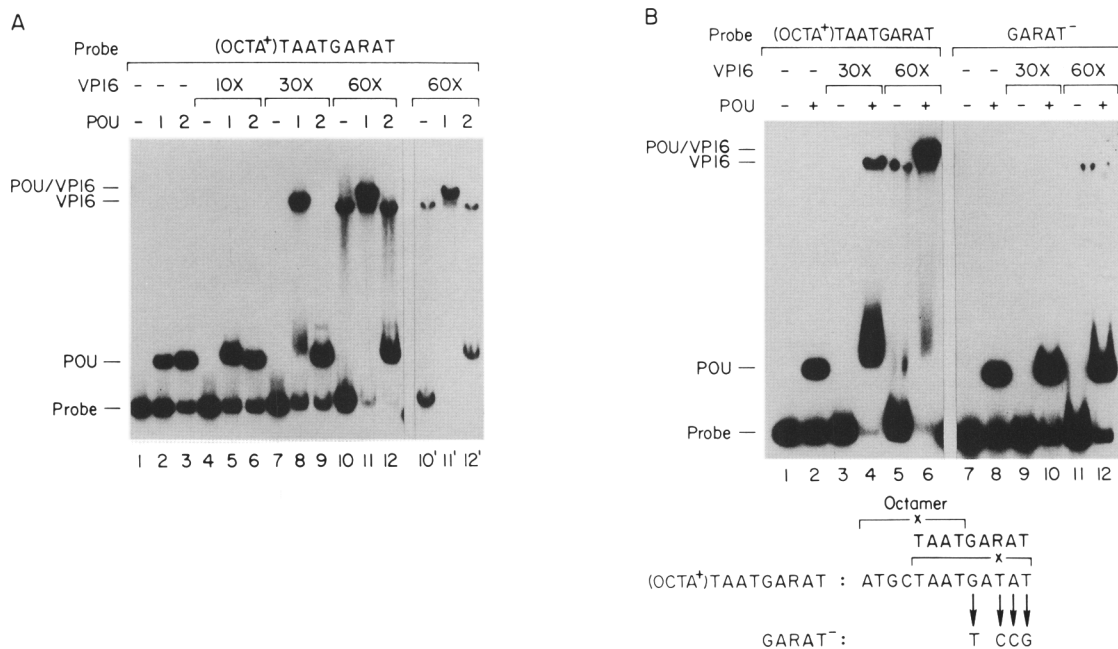 A
Probe (OCTA+)TAATGARAT
VP16 - - - 10X 30X 60X 60X
POU - 1 2 - 1 2 - 1 2 - 1 2 - 1 2
POU/VP16 —
VP16 —
POU —
Probe —
1 2 3 4 5 6 7 8 9 10 11 12 10' 11' 12'
B
Probe (OCTA+)TAATGARAT GARAT-
VP16 - - 30X 60X - - 30X 60X
POU - + - + - + - + - + - +
POU/VP16 —
VP16 —
POU —
Probe —
1 2 3 4 5 6 7 8 9 10 11 12
Octamer
x
TAATGARAT
x
(OCTA+)TAATGARAT : ATGCTAATGATAT
GARAT- : T CCG